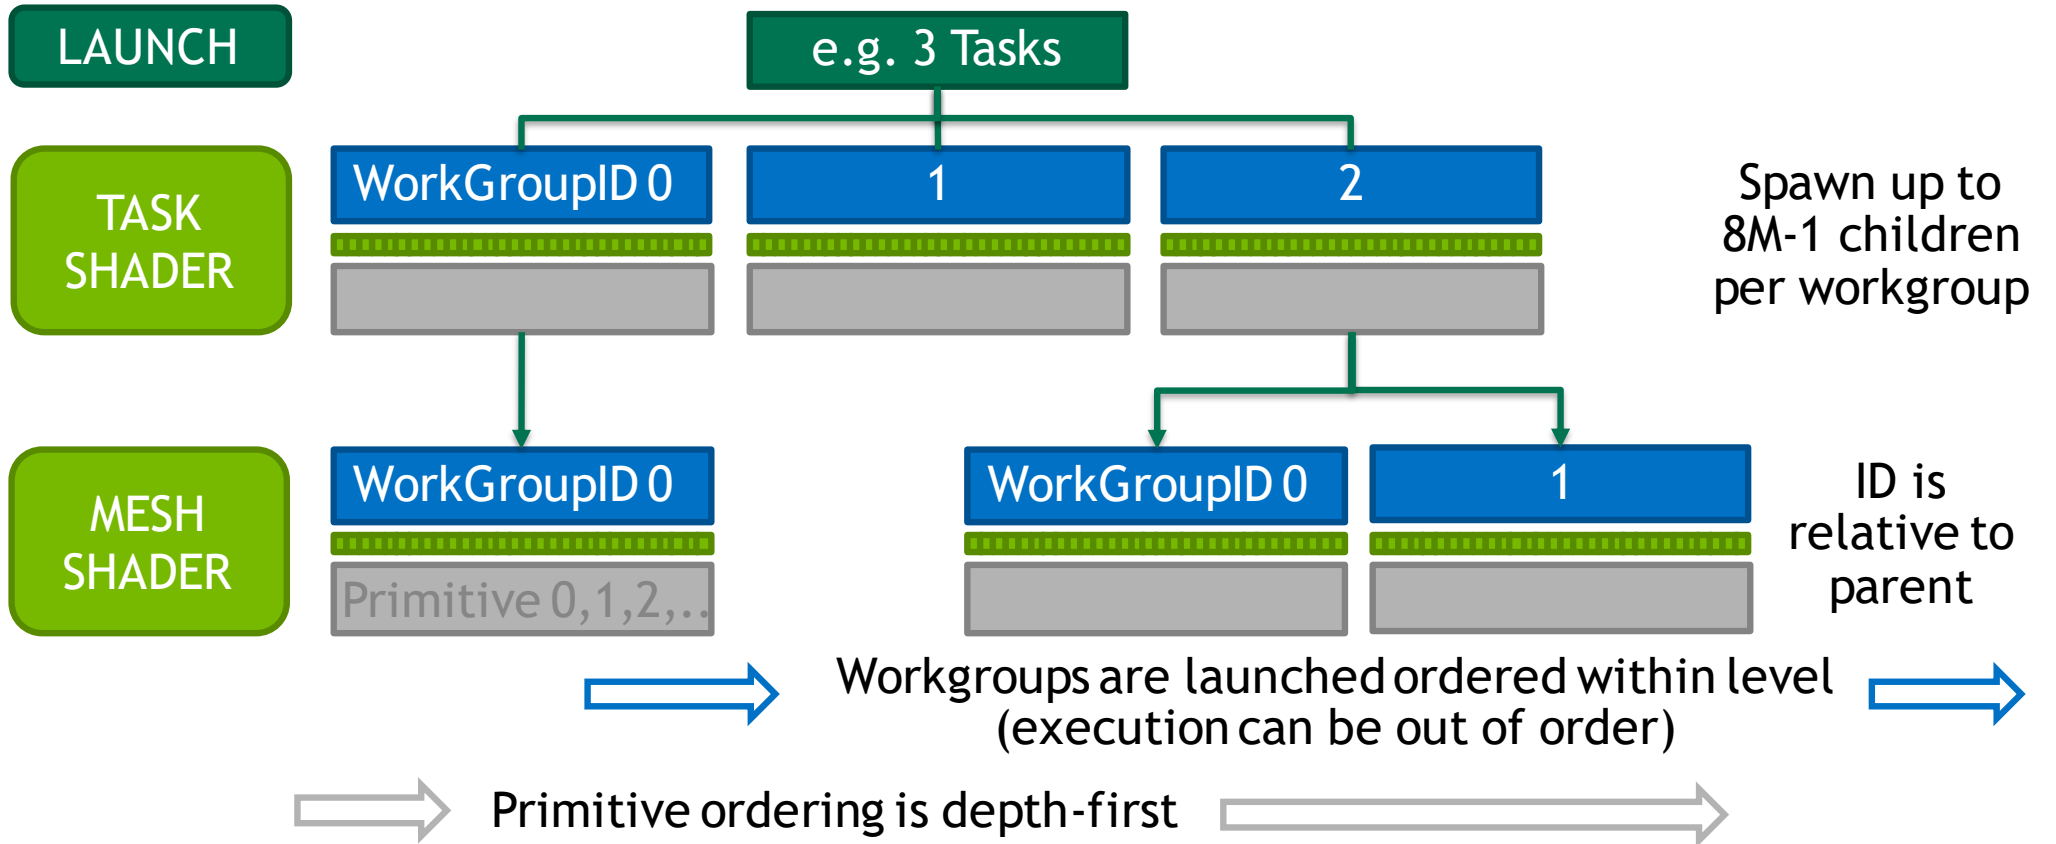 LAUNCH
e.g. 3 Tasks
TASK
SHADER
WorkGroupID 0
1
2
Spawn up to
8M-1 children
per workgroup
MESH
SHADER
WorkGroupID 0
WorkGroupID 0
1
Primitive 0,1,2,..
ID is
relative to
parent
Workgroups are launched ordered within level
(execution can be out of order)
Primitive ordering is depth-first